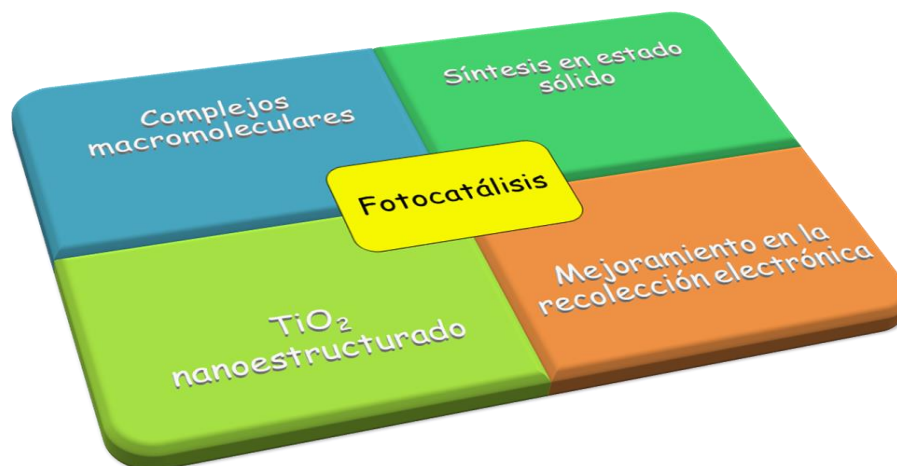 Complejos
macromoleculares
Síntesis en estado
sólido
Fotocatálisis
TiO₂
nanoestructurado
Mejoramiento en la
recolección electrónica